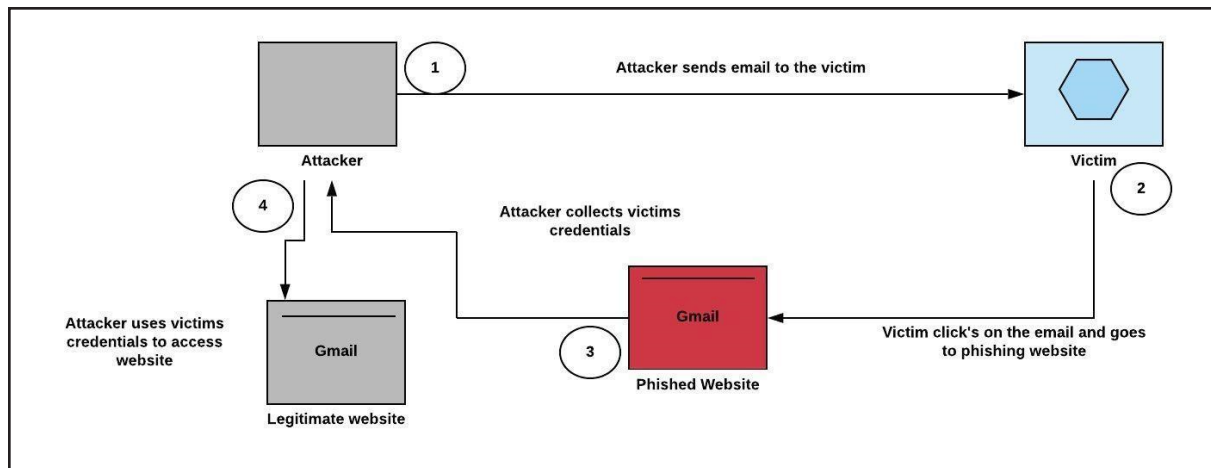 1
Attacker sends email to the victim
Attacker
Victim
2
4
Attacker collects victims
credentials
Attacker uses victims
credentials to access
website
Gmail
Legitimate website
Gmail
3
Phished Website
Victim click's on the email and goes
to phishing website